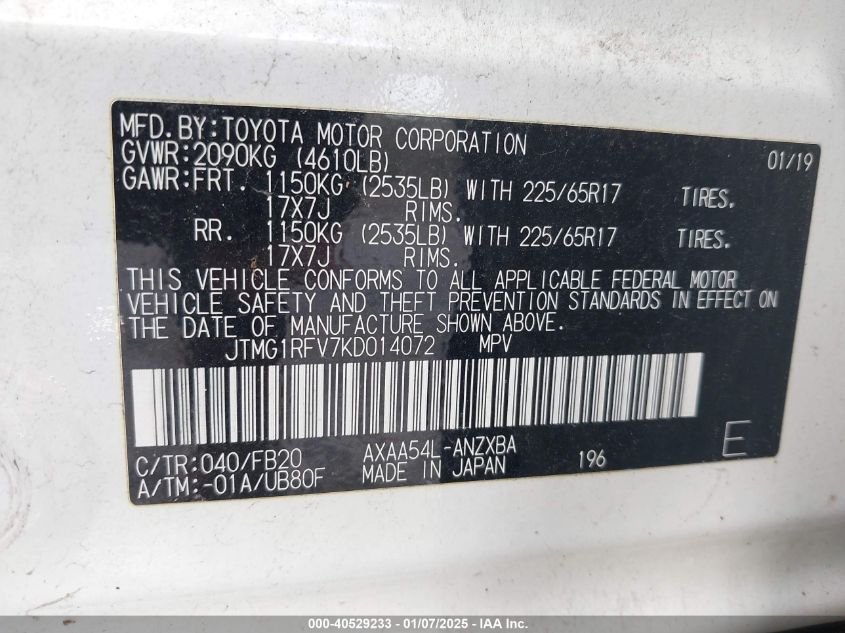 MFD.BY:TOYOTA MOTOR CORPORATION 01/19
GVWR:2090KG (4610LB)
GAWR:FRT. 1150KG (2535LB) WITH 225/65R17 TIRES.
17X7J RIMS.
RR. 1150KG (2535LB) WITH 225/65R17 TIRES.
17X7J RIMS.
THIS VEHICLE CONFORMS TO ALL APPLICABLE FEDERAL MOTOR
VEHICLE SAFETY AND THEFT PREVENTION STANDARDS IN EFFECT ON
THE DATE OF MANUFACTURE SHOWN ABOVE.
JTMG1RFV7KD014072 MPV
C/TR:040/FB20 AXAA54L-ANZXBA 196 E
A/TM:-01A/UB80F MADE IN JAPAN
000-40529233 - 01/07/2025 - IAA Inc.